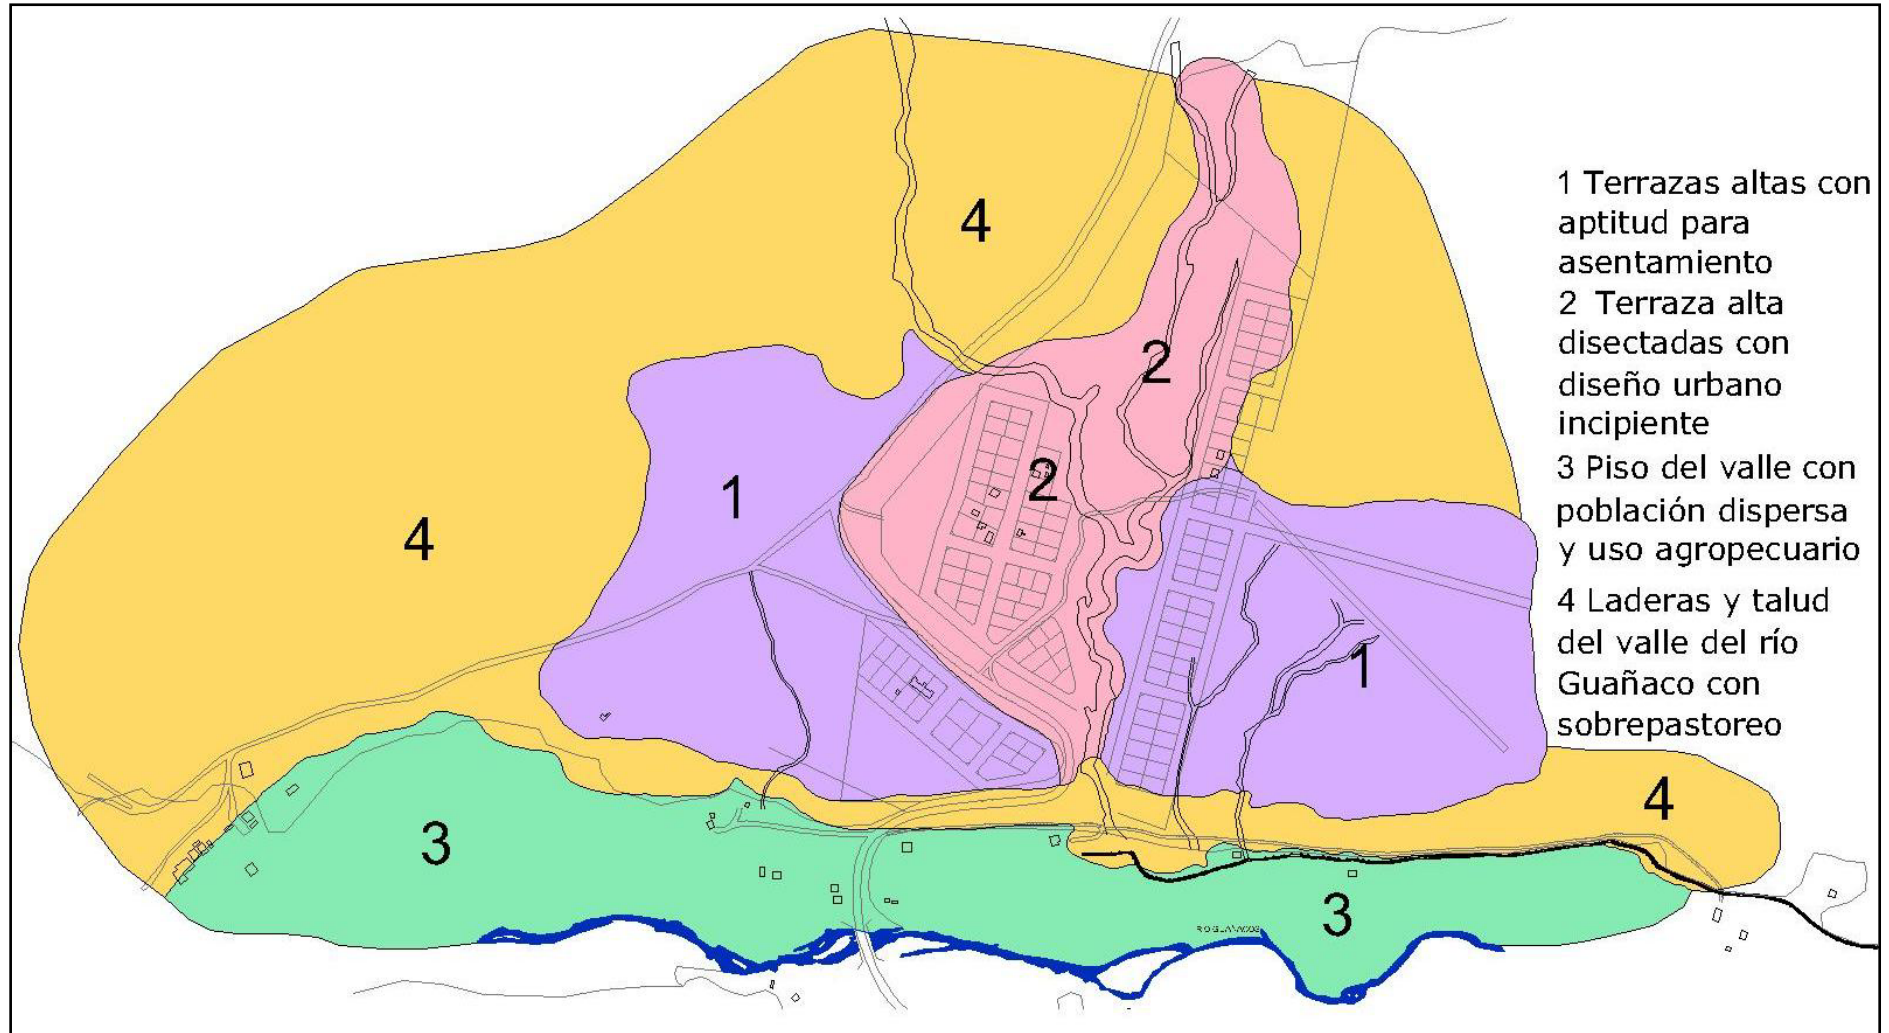 4
2
4
1
2
1
3
4
3
1 Terrazas altas con
aptitud para
asentamiento
2 Terraza alta
disectadas con
diseño urbano
incipiente
3 Piso del valle con
población dispersa
y uso agropecuario
4 Laderas y talud
del valle del río
Guañaco con
sobrepastoreo